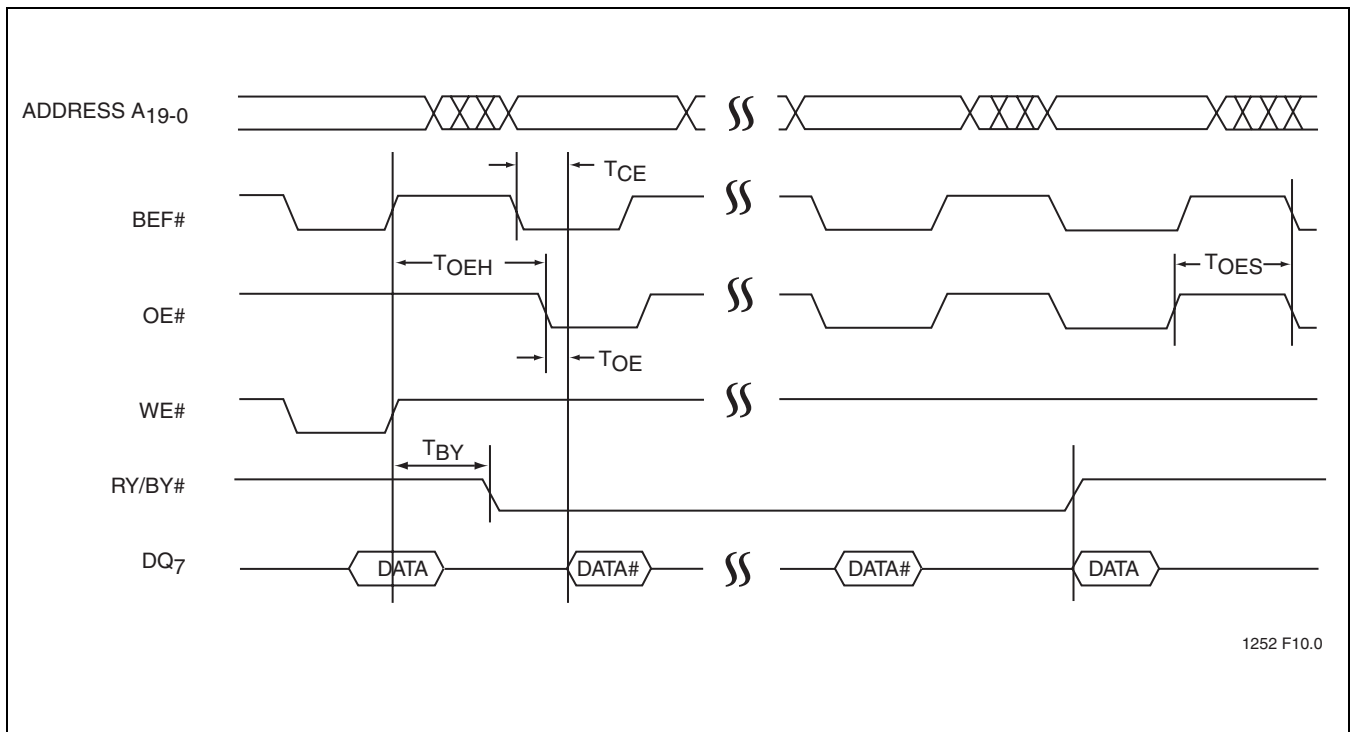 ADDRESS A19-0
TCE
BEF#
TOEH
TOES
OE#
TOE
WE#
TBY
RY/BY#
DQ7
DATA
DATA#
DATA#
DATA
1252 F10.0